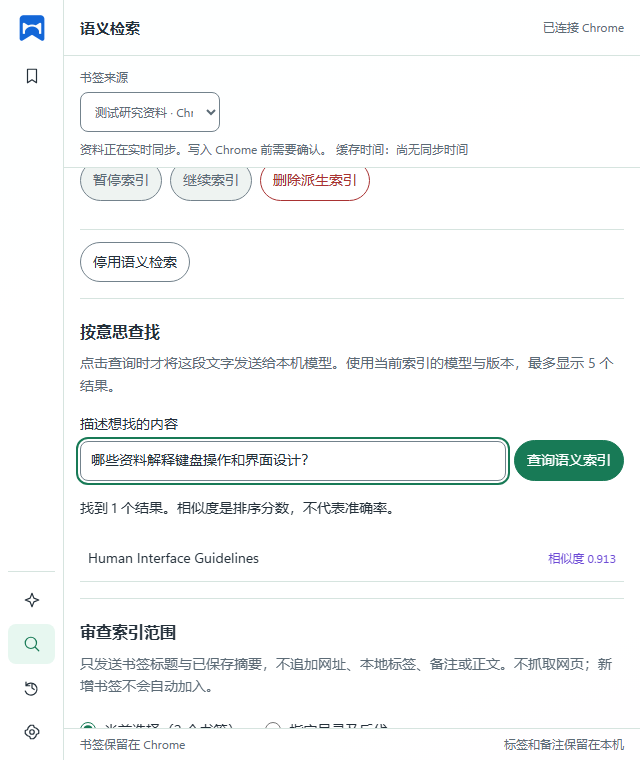 语义检索
已连接 Chrome
书签来源
测试研究资料 · Chr
资料正在实时同步。写入 Chrome 前需要确认。 缓存时间：尚无同步时间
暂停索引 继续索引 删除派生索引
停用语义检索
按意思查找
点击查询时才将这段文字发送给本机模型。使用当前索引的模型与版本，最多显示 5 个
结果。
描述想找的内容
哪些资料解释键盘操作和界面设计？ 查询语义索引
找到 1 个结果。相似度是排序分数，不代表准确率。
Human Interface Guidelines 相似度 0.913
审查索引范围
只发送书签标题与已保存摘要，不追加网址、本地标签、备注或正文。不抓取网页；新
增书签不会自动加入。
书签保留在 Chrome 标签和备注保留在本机